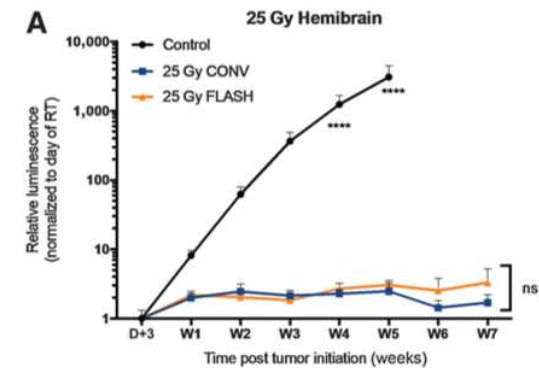 A
25 Gy Hemibrain
Control
25 Gy CONV
25 Gy FLASH
Relative luminescence
(normalized to day of RT)
10,000
1,000
100
10
1
****
****
ns
D+3 W1 W2 W3 W4 W5 W6 W7
Time post tumor initiation (weeks)